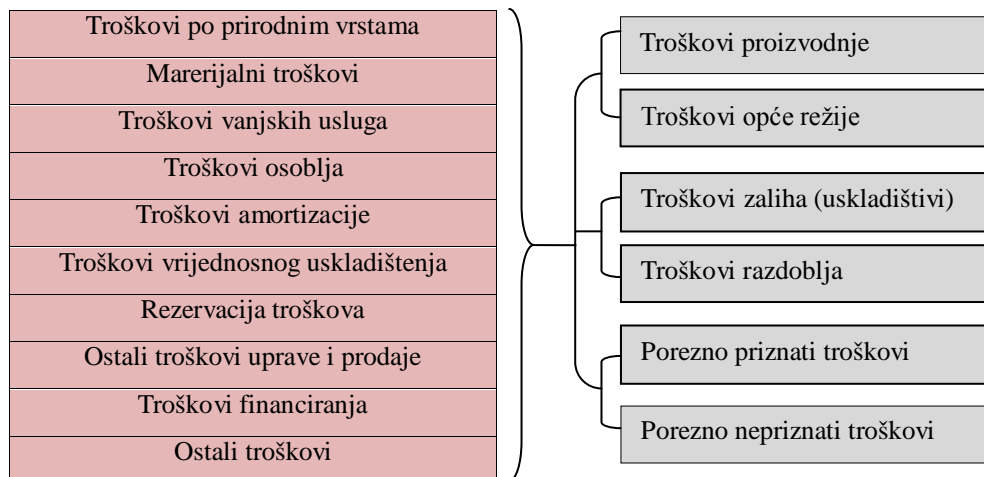 Troškovi po prirodnim vrstama
Marerijalni troškovi
Troškovi vanjskih usluga
Troškovi osoblja
Troškovi amortizacije
Troškovi vrijednosnog uskladištenja
Rezervacija troškova
Ostali troškovi uprave i prodaje
Troškovi financiranja
Ostali troškovi
Troškovi proizvodnje
Troškovi opće režije
Troškovi zaliha (uskladištivi)
Troškovi razdoblja
Porezno priznati troškovi
Porezno nepriznati troškovi